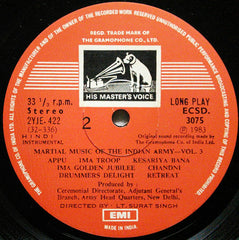 REGD. TRADE MARK OF
THE GRAMOPHONE CO. LTD.
HIS MASTER'S VOICE
33 1/3 r.p.m.
Stereo
2YJE. 422
(32-336)
HINDI
INSTRUMENTAL
2
LONG PLAY
ECSD.
3075
℗ 1983
Original sound recording made by
The Gramophone Co. of India Ltd.
MARTIAL MUSIC OF THE INDIAN ARMY—VOL. 3
APPU IMA TROOP KESARIYA BANA
IMA GOLDEN JUBILEE CHANDNI
DRUMMERS DELIGHT RETREAT
Produced by :
Ceremonial Directorate, Adjutant General's
Branch, Army Head Quarters, New Delhi.
DIRECTED BY : LT. SURAT SINGH
EMI
MADE IN INDIA